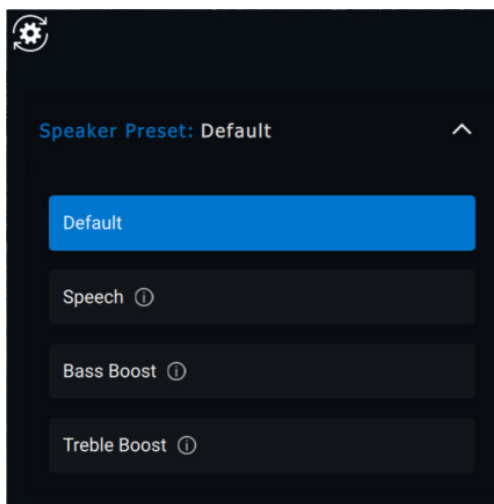 Speaker Preset: Default
Default
Speech
Bass Boost
Treble Boost